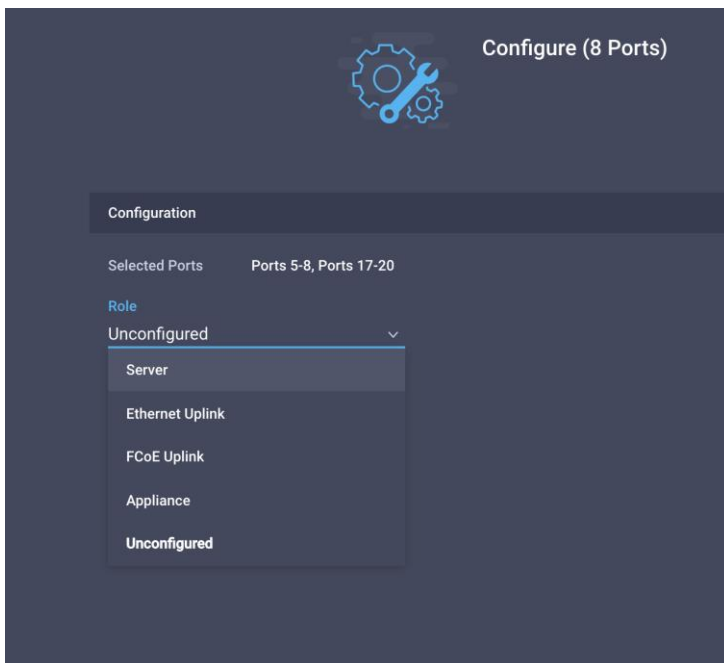 Configure (8 Ports)
Configuration
Selected Ports Ports 5-8, Ports 17-20
Role
Unconfigured
Server
Ethernet Uplink
FCoE Uplink
Appliance
Unconfigured